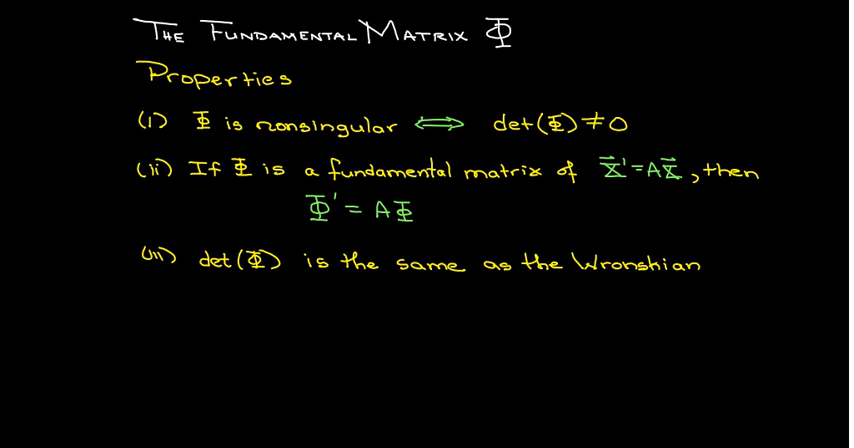 THE FUNDAMENTAL MATRIX Φ
Properties
(i) Φ is nonsingular ⟺ det(Φ) ≠ 0
(ii) If Φ is a fundamental matrix of X⃗' = AX⃗, then
Φ' = AΦ
(iii) det(Φ) is the same as the Wronskian